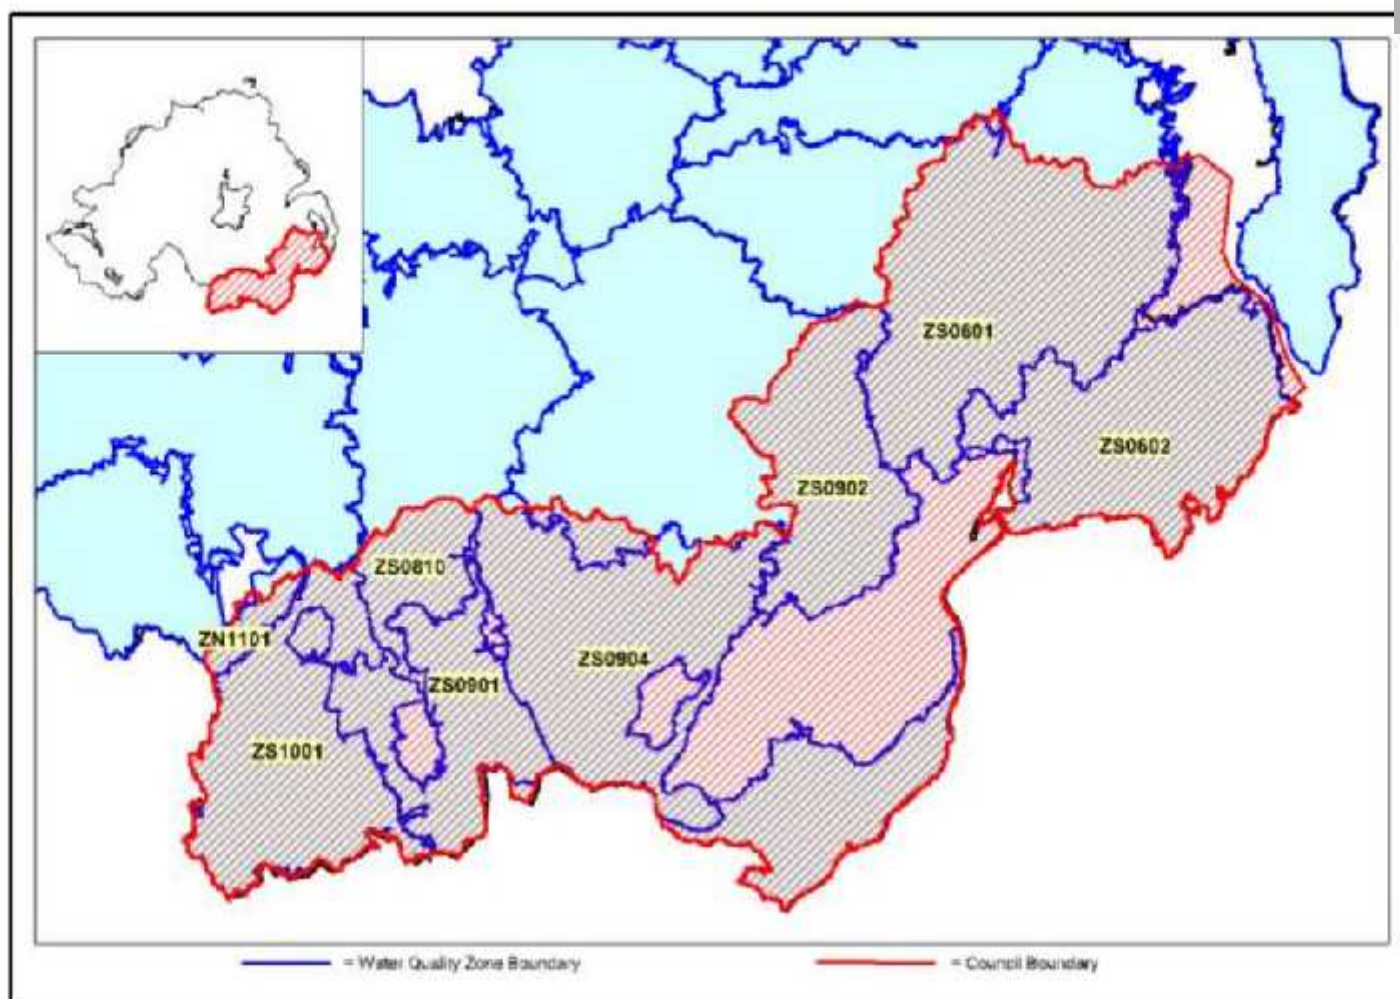 ZS0601
ZS0602
ZS0902
ZS0810
ZN1101
ZS0904
ZS0901
ZS1001
= Water Quality Zone Boundary
= Council Boundary